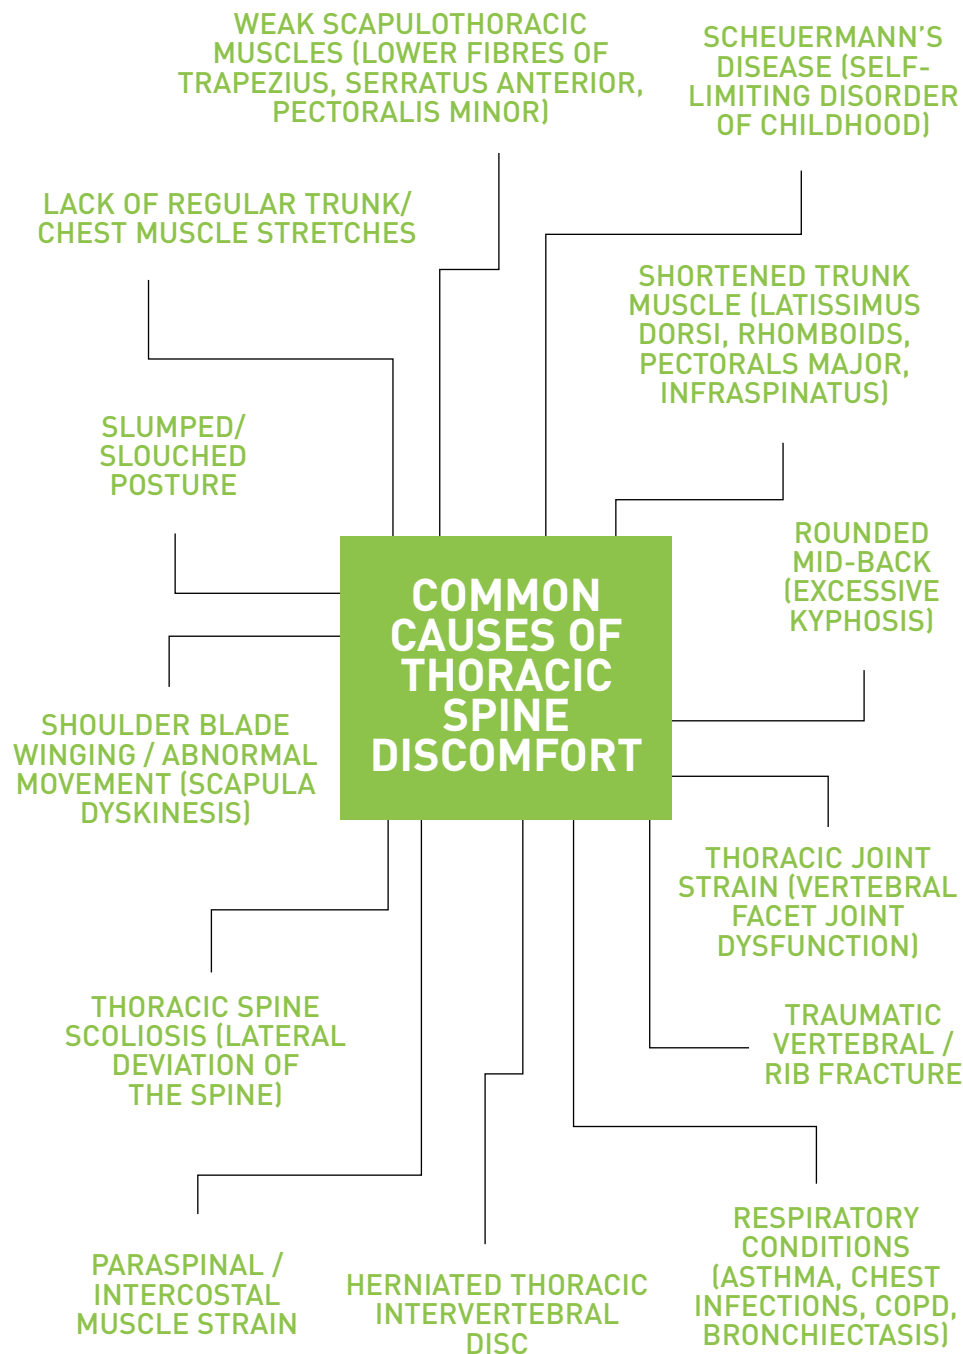 WEAK SCAPULOTHORACIC
MUSCLES (LOWER FIBRES OF
TRAPEZIUS, SERRATUS ANTERIOR,
PECTORALIS MINOR)
SCHEUERMANN'S
DISEASE (SELF-
LIMITING DISORDER
OF CHILDHOOD)
LACK OF REGULAR TRUNK/
CHEST MUSCLE STRETCHES
SHORTENED TRUNK
MUSCLE (LATISSIMUS
DORSI, RHOMBOIDS,
PECTORALS MAJOR,
INFRASPINATUS)
SLUMPED/
SLOUCHED
POSTURE
ROUNDED
MID-BACK
(EXCESSIVE
KYPHOSIS)
COMMON
CAUSES OF
THORACIC
SPINE
DISCOMFORT
SHOULDER BLADE
WINGING / ABNORMAL
MOVEMENT (SCAPULA
DYSKINESIS)
THORACIC JOINT
STRAIN (VERTEBRAL
FACET JOINT
DYSFUNCTION)
THORACIC SPINE
SCOLIOSIS (LATERAL
DEVIATION OF
THE SPINE)
TRAUMATIC
VERTEBRAL /
RIB FRACTURE
PARASPINAL /
INTERCOSTAL
MUSCLE STRAIN
HERNIATED THORACIC
INTERVERTEBRAL
DISC
RESPIRATORY
CONDITIONS
(ASTHMA, CHEST
INFECTIONS, COPD,
BRONCHIECTASIS)